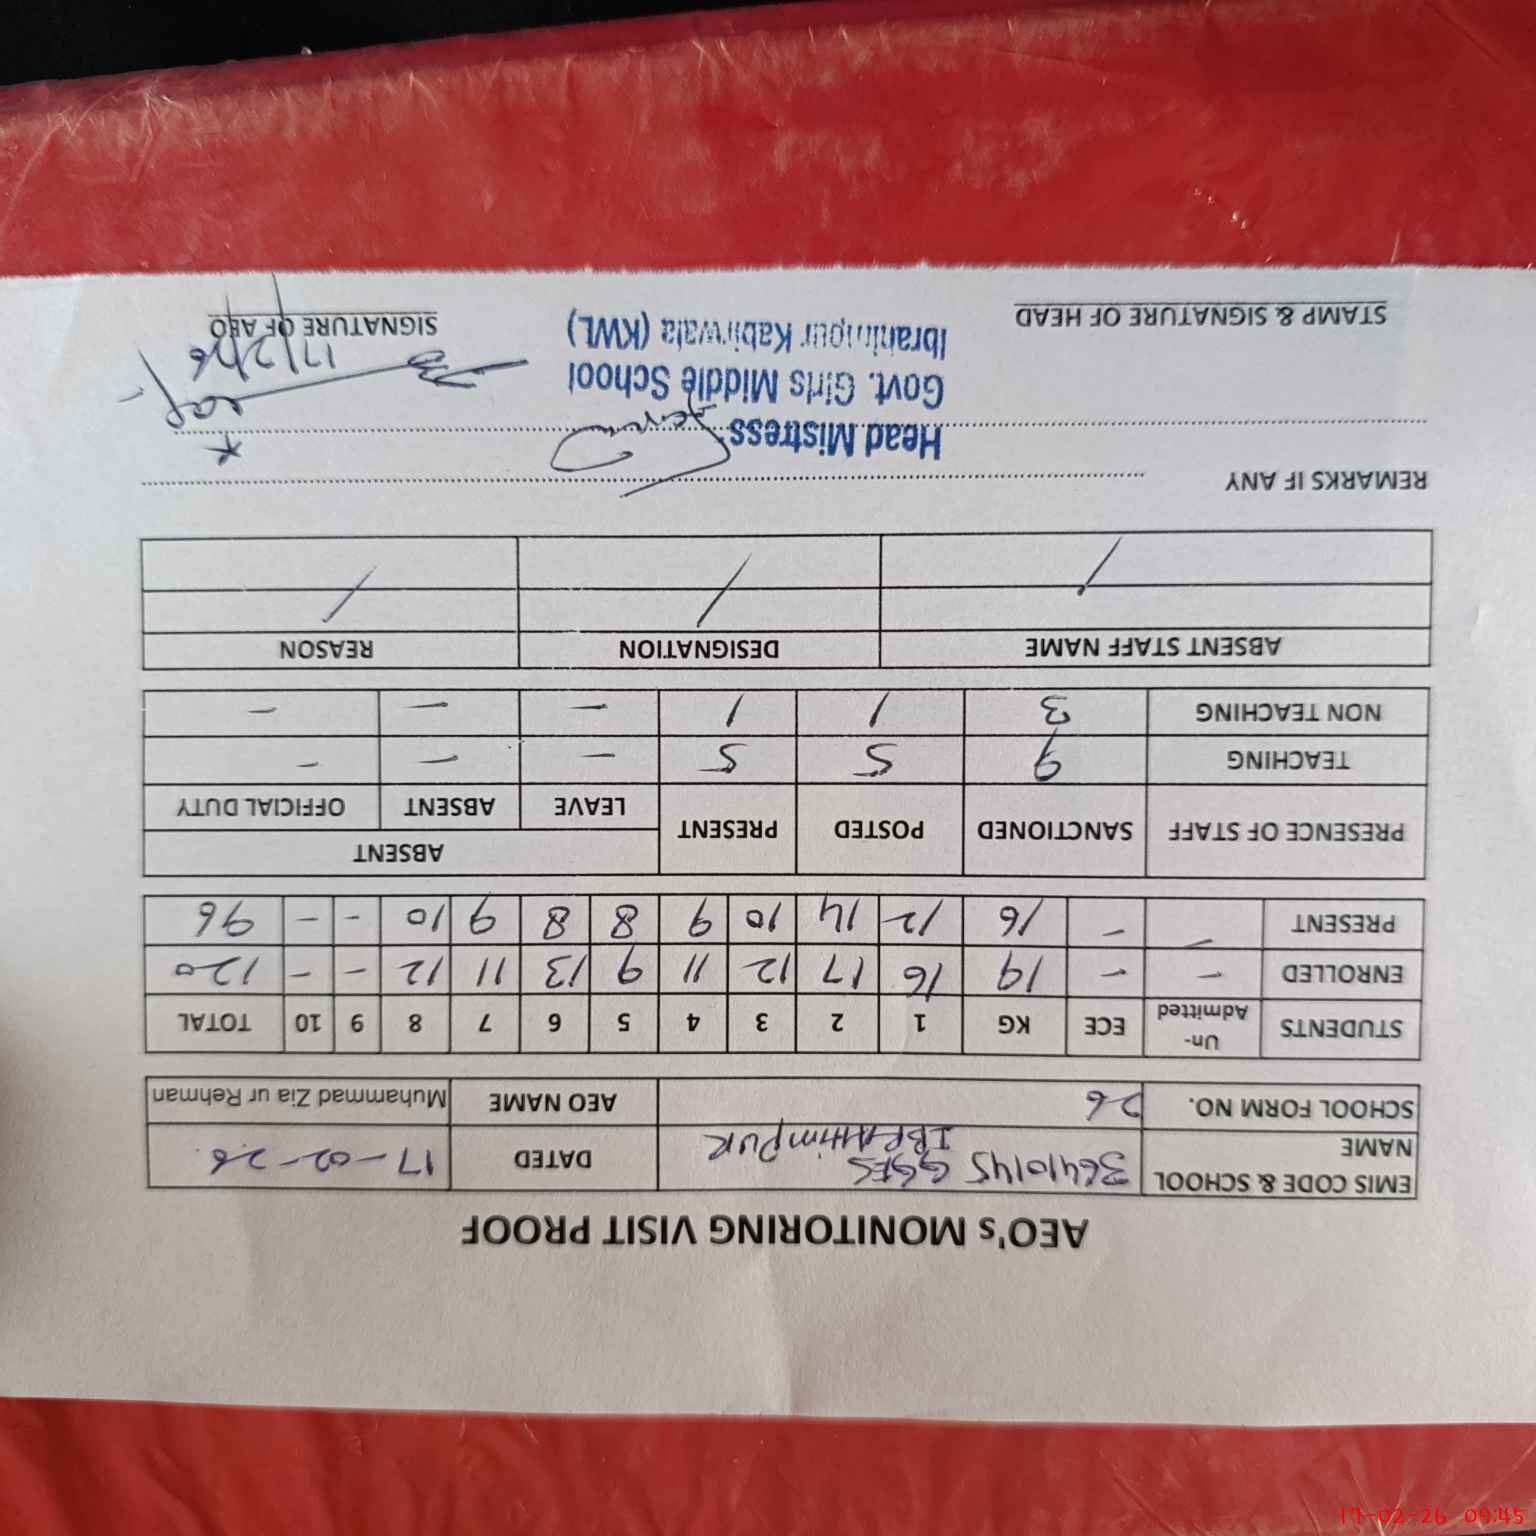 AEO's MONITORING VISIT PROOF
EMIS CODE & SCHOOL NAME 36410145 GGES IBRAHIMPUR DATED 17-02-26
SCHOOL FORM NO. 26 AEO NAME Muhammad Zia ur Rehman
STUDENTS Un-Admitted ECE KG 1 2 3 4 5 6 7 8 9 10 TOTAL
ENROLLED - - 19 16 17 12 11 9 13 11 12 - - 120
PRESENT - - 16 12 14 10 9 8 8 9 10 - - 96
PRESENCE OF STAFF SANCTIONED POSTED PRESENT ABSENT
LEAVE ABSENT OFFICIAL DUTY
TEACHING 9 5 5 - - -
NON TEACHING 3 1 1 - - -
ABSENT STAFF NAME DESIGNATION REASON
/ / /
REMARKS IF ANY
Head Mistress
Govt. Girls Middle School
Ibrahimpur Kabirwala (KWL)
17/2/26
STAMP & SIGNATURE OF HEAD SIGNATURE OF AEO
17-02-26 09:45